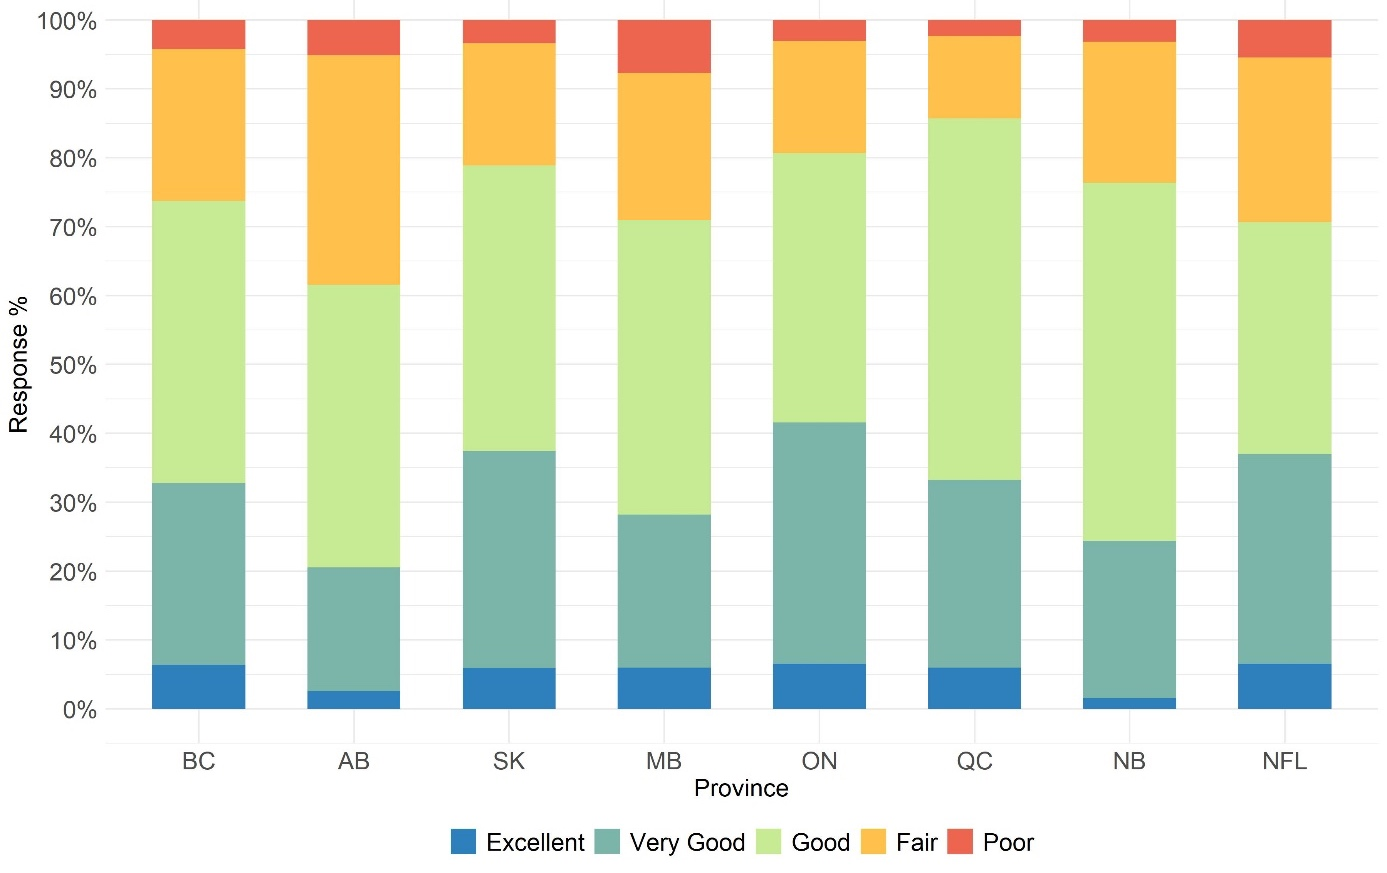 100%
90%
80%
70%
60%
50%
40%
30%
20%
10%
0%
Response %
BC AB SK MB ON QC NB NFL
Province
Excellent Very Good Good Fair Poor